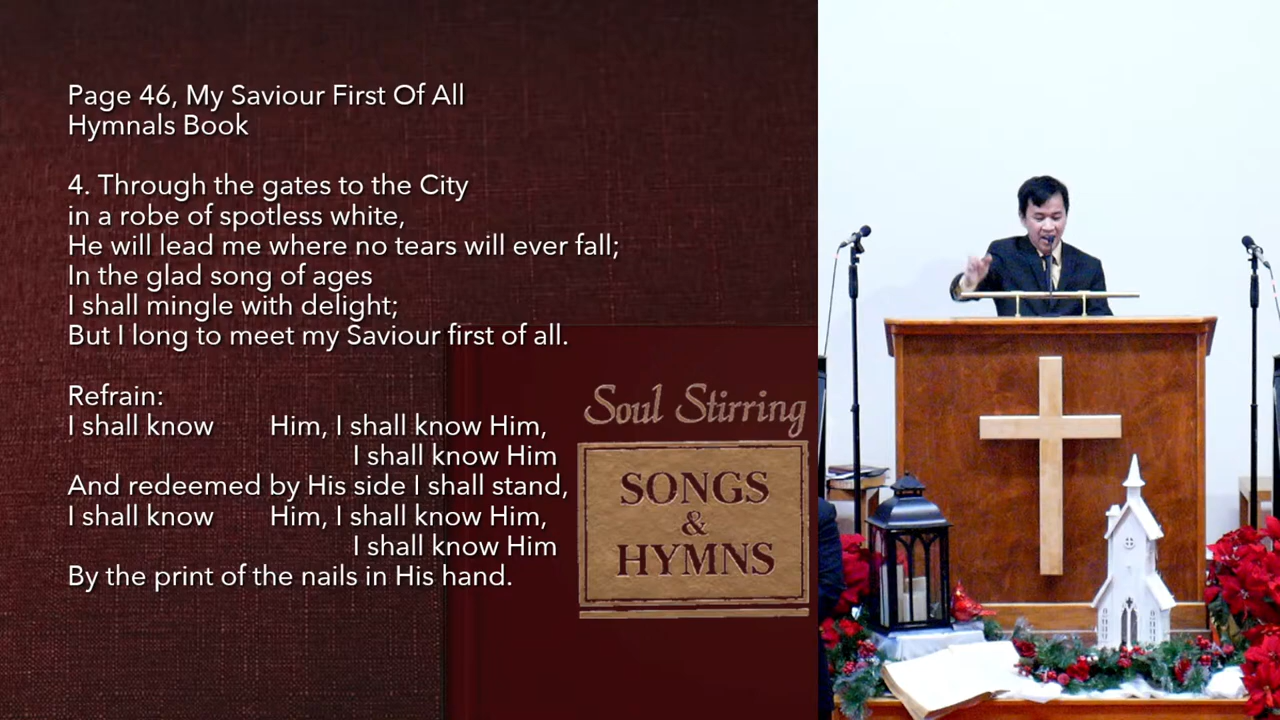 Page 46, My Saviour First Of All
Hymnals Book
4. Through the gates to the City
in a robe of spotless white,
He will lead me where no tears will ever fall;
In the glad song of ages
I shall mingle with delight;
But I long to meet my Saviour first of all.
Refrain:
I shall know Him, I shall know Him,
I shall know Him
And redeemed by His side I shall stand,
I shall know Him, I shall know Him,
I shall know Him
By the print of the nails in His hand.
Soul Stirring
SONGS
&
HYMNS